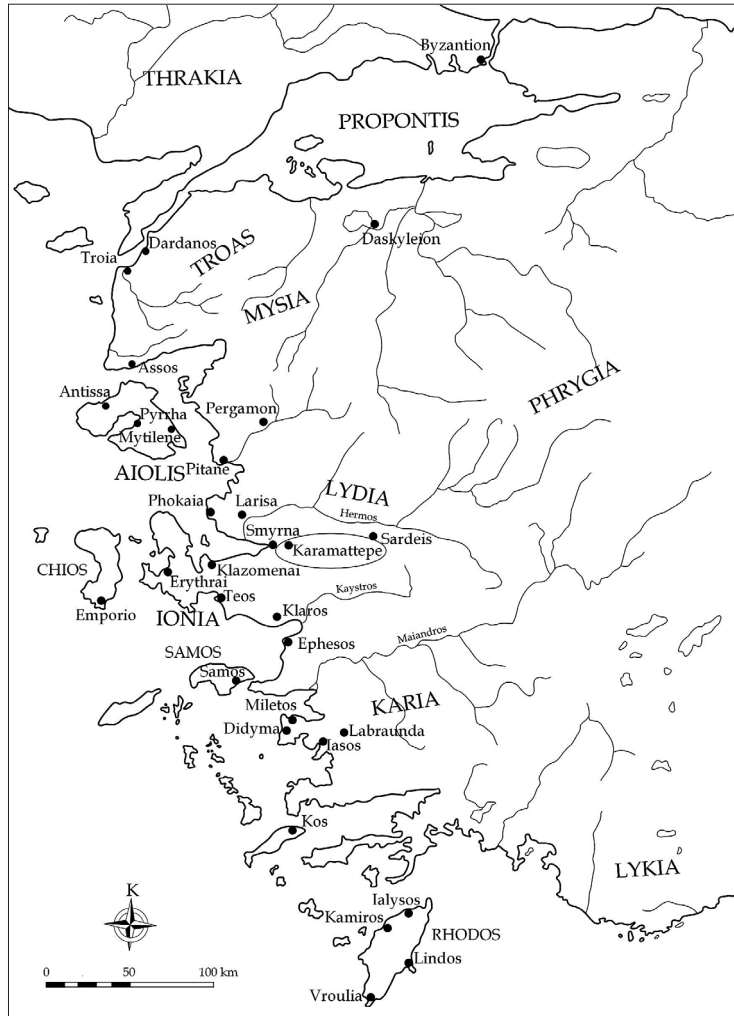 Byzantion
THRAKIA
PROPONTIS
Dardanos
TROAS
Daskyleion
Troia
MYSIA
Assos
PHRYGIA
Antissa
Pyrrha
Pergamon
Mytilene
AIOLIS
Pitane
LYDIA
Phokaia
Larisa
Hermos
Smyrna
Sardeis
Karamattepe
CHIOS
Klazomenai
Erythrai
Kaystros
Teos
Emporio
Klaros
IONIA
Maiandros
Ephesos
SAMOS
Samos
KARIA
Miletos
Didyma
Labraunda
Iasos
Kos
LYKIA
K
Ialysos
Kamiros
RHODOS
Lindos
0 50 100 km
Vroulia